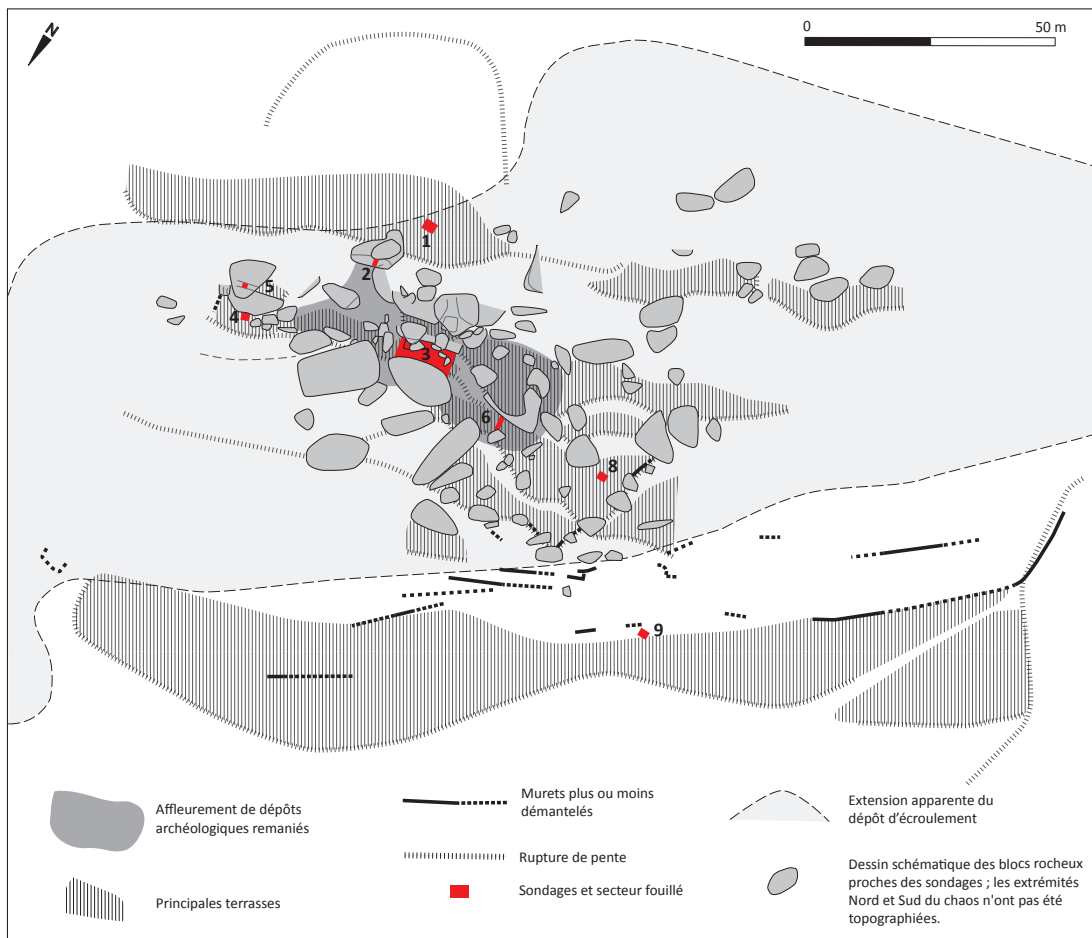 N
0
50 m
1
2
5
4
3
6
8
9
Affleurement de dépôts
archéologiques remaniés
Principales terrasses
Murets plus ou moins
démantelés
Rupture de pente
Sondages et secteur fouillé
Extension apparente du
dépôt d'écroulement
Dessin schématique des blocs rocheux
proches des sondages ; les extrémités
Nord et Sud du chaos n'ont pas été
topographiées.